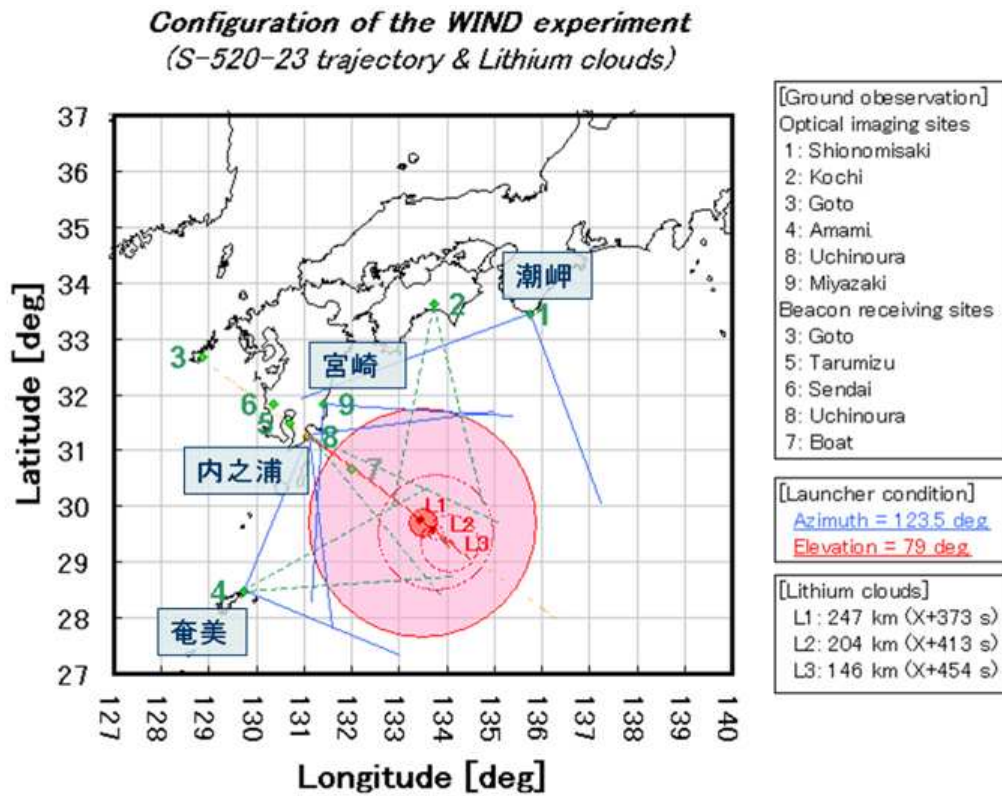 Configuration of the WIND experiment
(S-520-23 trajectory & Lithium clouds)
[Ground obeservation]
Optical imaging sites
1: Shionomisaki
2: Kochi
3: Goto
4: Amami
8: Uchinoura
9: Miyazaki
Beacon receiving sites
3: Goto
5: Tarumizu
6: Sendai
8: Uchinoura
7: Boat
[Launcher condition]
Azimuth = 123.5 deg
Elevation = 79 deg
[Lithium clouds]
L1: 247 km (X+373 s)
L2: 204 km (X+413 s)
L3: 146 km (X+454 s)
Latitude [deg]
37
36
35
34
33
32
31
30
29
28
27
潮岬
2
1
宮崎
3
6
9
5
8
内之浦
7
L1
L2
L3
4
奄美
127
128
129
130
131
132
133
134
135
136
137
138
139
140
Longitude [deg]